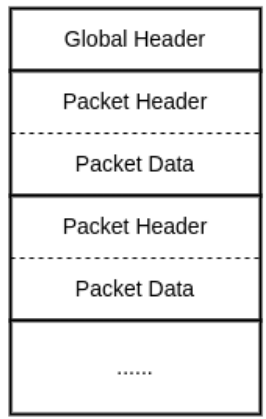 Global Header
Packet Header
Packet Data
Packet Header
Packet Data
......